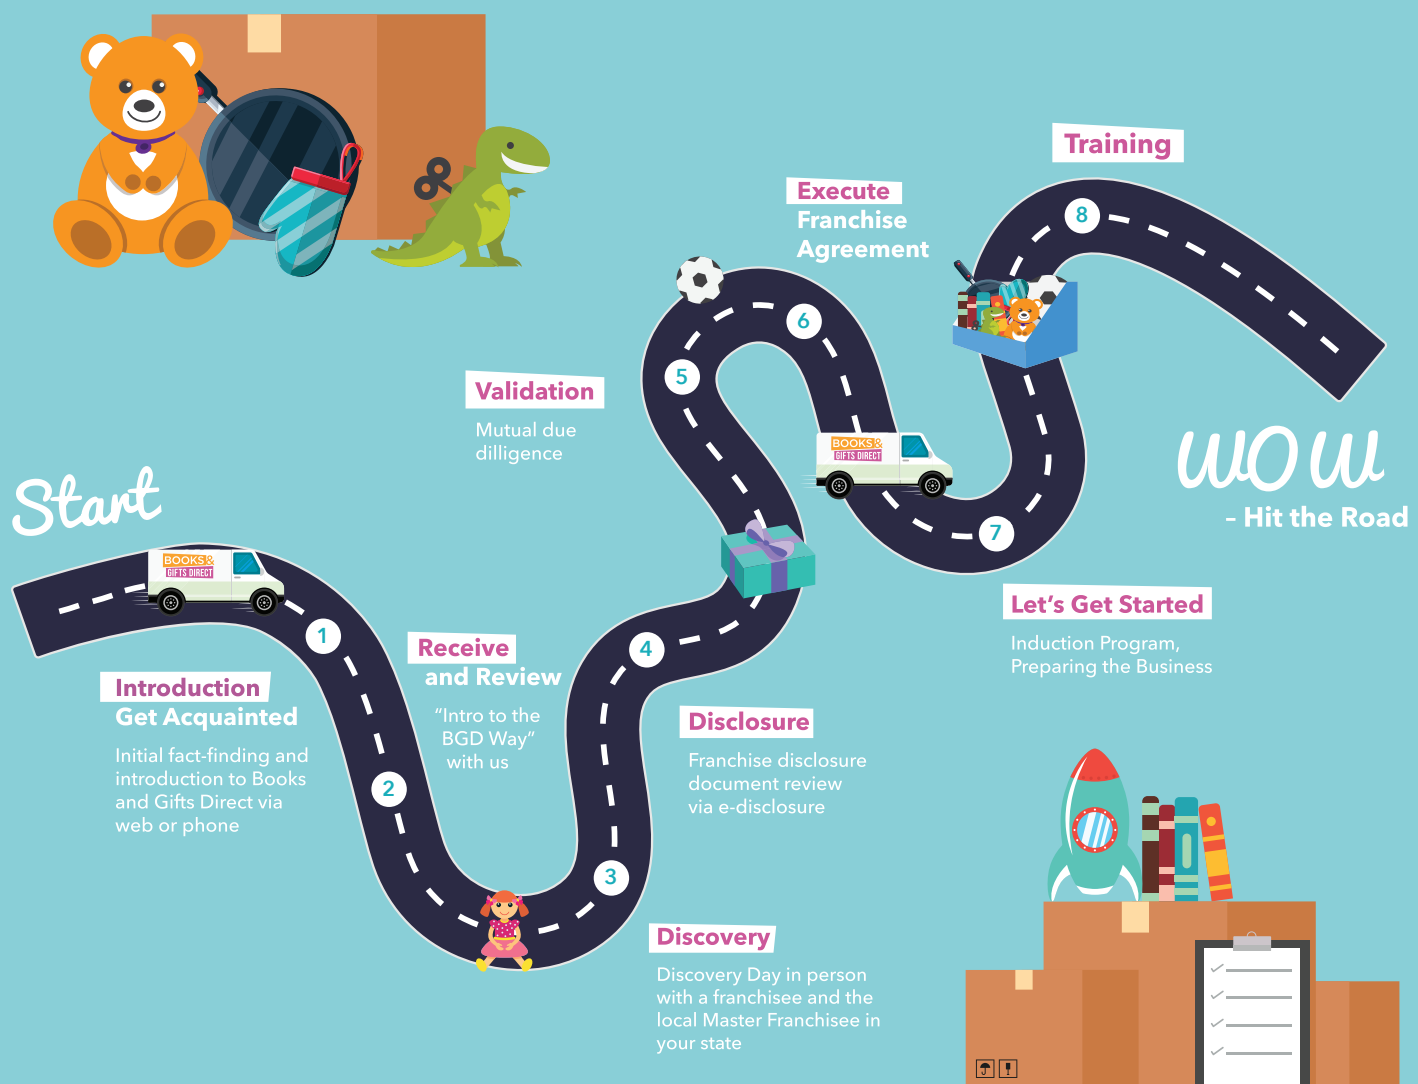 Start
BOOKS &
GIFTS DIRECT
1
Introduction
Get Acquainted
Initial fact-finding and
introduction to Books
and Gifts Direct via
web or phone
2
Receive
and Review
“Intro to the
BGD Way“
with us
3
Discovery
Discovery Day in person
with a franchisee and the
local Master Franchisee in
your state
4
Disclosure
Franchise disclosure
document review
via e-disclosure
5
Validation
Mutual due
dilligence
6
Execute
Franchise
Agreement
BOOKS &
GIFTS DIRECT
7
Let’s Get Started
Induction Program,
Preparing the Business
8
Training
WOW
– Hit the Road